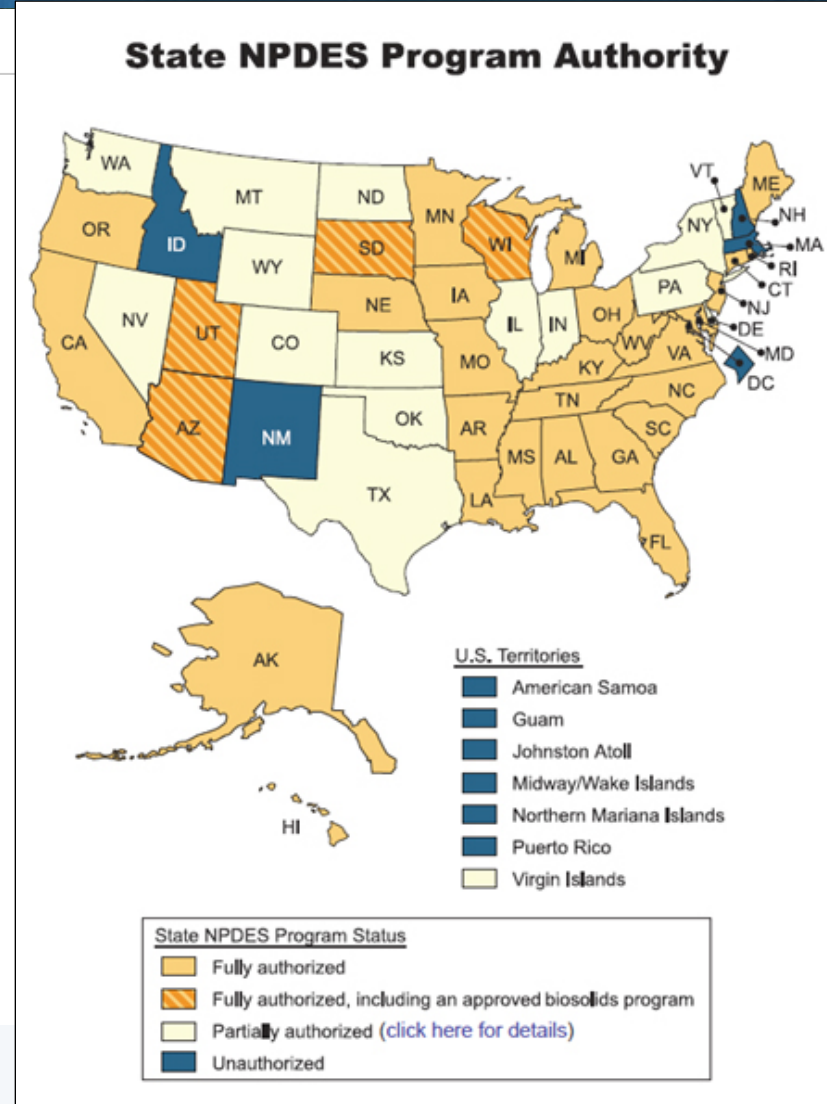 State NPDES Program Authority
WA
MT
ND
MN
VT
ME
NH
OR
ID
SD
WI
MI
NY
MA
RI
CT
WY
PA
NJ
NE
IA
OH
DE
NV
UT
CO
IL
IN
WV
MD
DC
CA
KS
MO
KY
VA
AZ
NM
OK
AR
TN
NC
SC
TX
MS
AL
GA
LA
FL
AK
HI
U.S. Territories
American Samoa
Guam
Johnston Atoll
Midway/Wake Islands
Northern Mariana Islands
Puerto Rico
Virgin Islands
State NPDES Program Status
Fully authorized
Fully authorized, including an approved biosolids program
Partially authorized (click here for details)
Unauthorized